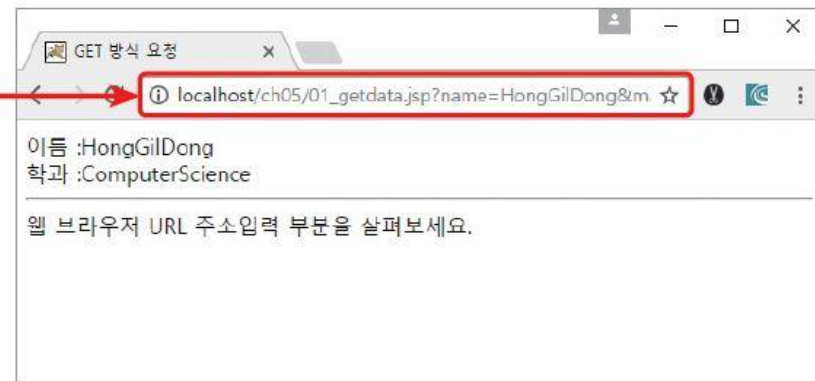 GET 방식 요청
localhost/ch05/01_getdata.jsp?name=HongGilDong&m
이름 :HongGilDong
학과 :ComputerScience
웹 브라우저 URL 주소입력 부분을 살펴보세요.